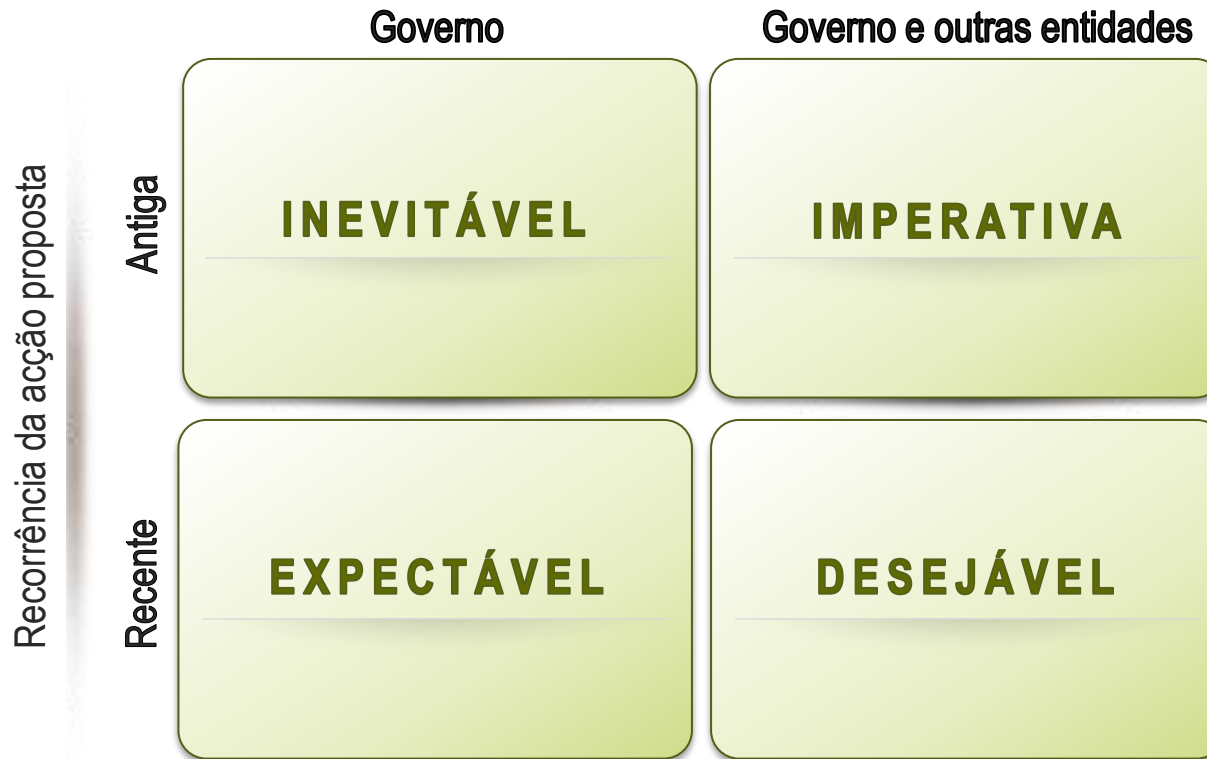 Governo
Governo e outras entidades
Recorrência da acção proposta
Antiga
INEVITÁVEL
IMPERATIVA
Recente
EXPECTÁVEL
DESEJÁVEL